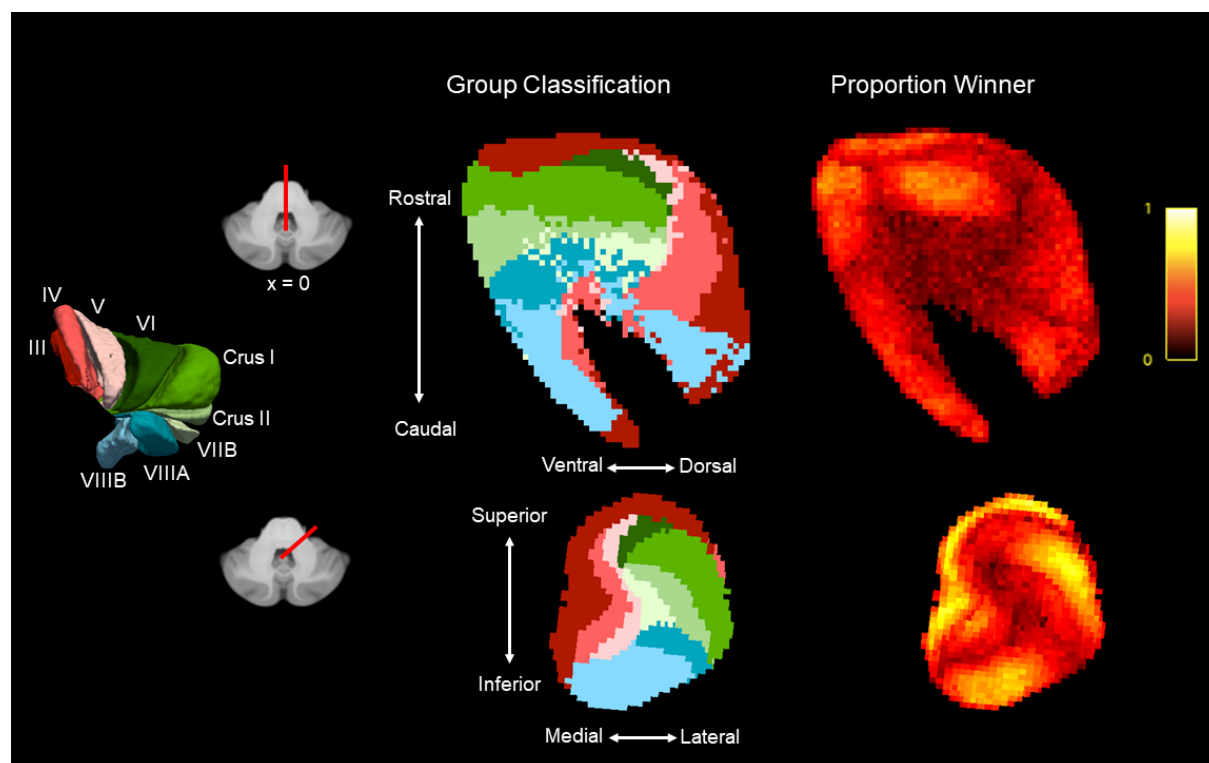 Group Classification
Proportion Winner
Rostral
1
x = 0
IV
V
VI
III
Crus I
0
Crus II
Caudal
VIIB
VIIIA
VIIIB
Ventral
Dorsal
Superior
Inferior
Medial
Lateral